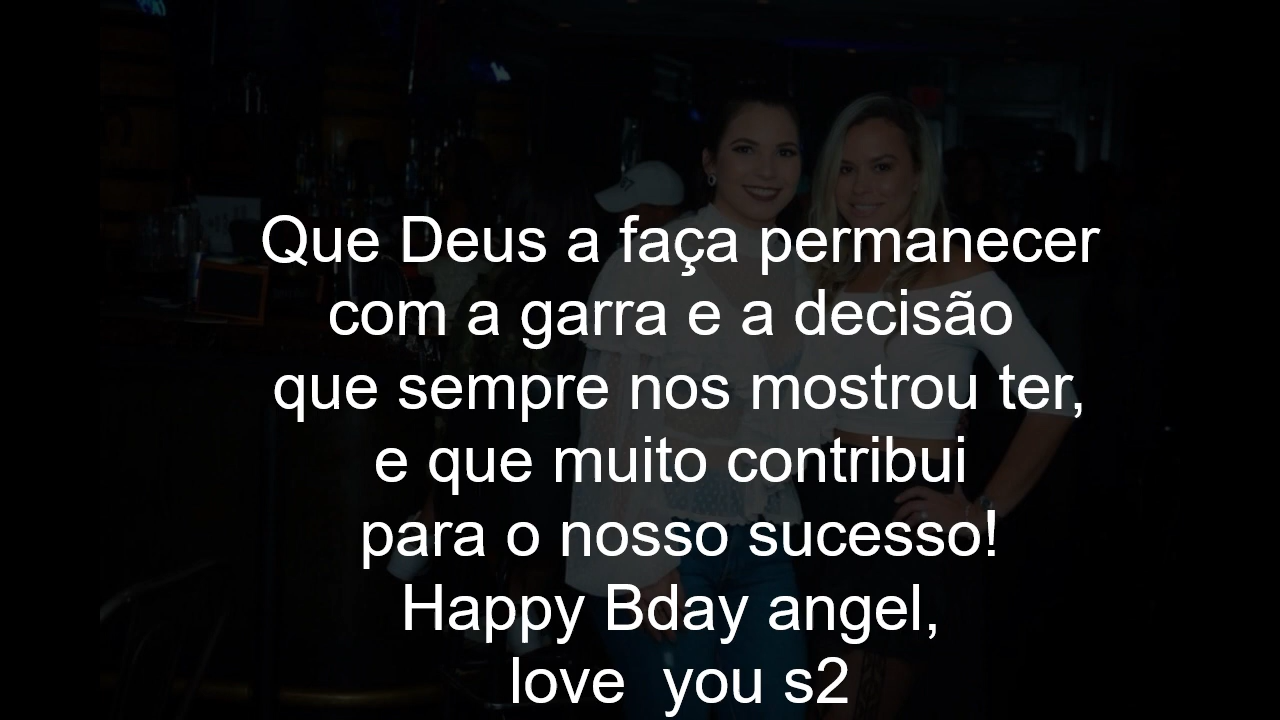 Que Deus a faça permanecer
com a garra e a decisão
que sempre nos mostrou ter,
e que muito contribui
para o nosso sucesso!
Happy Bday angel,
love  you s2